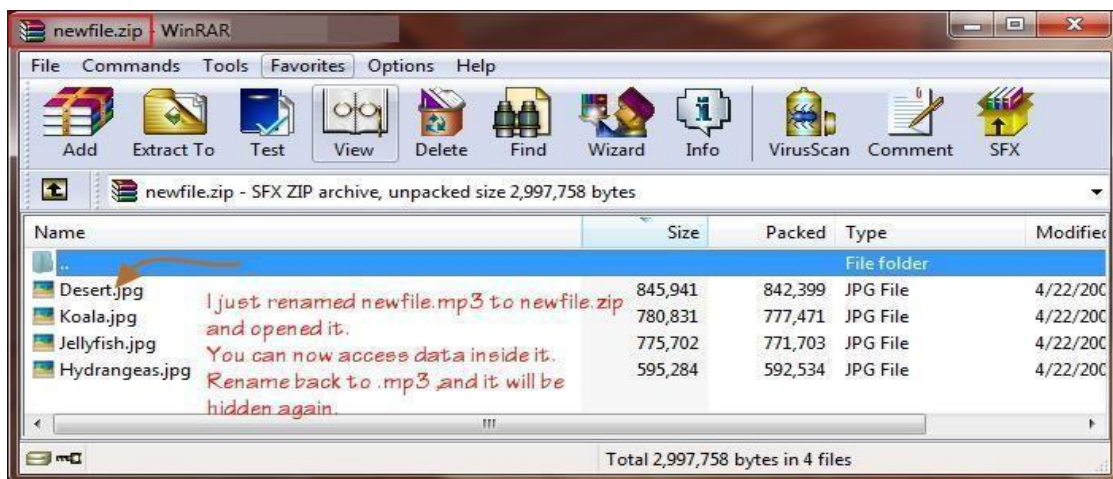 newfile.zip - WinRAR
File Commands Tools Favorites Options Help
Add Extract To Test View Delete Find Wizard Info VirusScan Comment SFX
newfile.zip - SFX ZIP archive, unpacked size 2,997,758 bytes
Name Size Packed Type Modified
.. File folder
Desert.jpg 845,941 842,399 JPG File 4/22/200
Koala.jpg 780,831 777,471 JPG File 4/22/200
Jellyfish.jpg 775,702 771,703 JPG File 4/22/200
Hydrangeas.jpg 595,284 592,534 JPG File 4/22/200
I just renamed newfile.mp3 to newfile.zip
and opened it.
You can now access data inside it.
Rename back to .mp3 ,and it will be
hidden again.
Total 2,997,758 bytes in 4 files